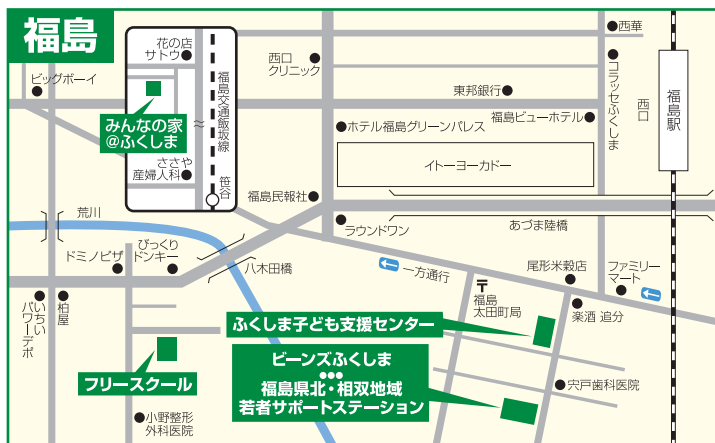 福島
花の店
サトウ
西口
クリニック
西華
コラッセふくしま
西口
福島駅
ビッグボーイ
福島交通飯坂線
東邦銀行
福島ビューホテル
みんなの家
@ふくしま
ホテル福島グリーンパレス
イトーヨーカドー
ささや
産婦人科
笹谷
福島民報社
荒川
ラウンドワン
あづま陸橋
びっくり
ドンキー
ドミノピザ
八木田橋
一方通行
尾形米穀店
ファミリー
マート
〒
福島
太田町局
いちい
パワーデポ
柏屋
楽酒 追分
ふくしま子ども支援センター
ビーンズふくしま
●●●
福島県北・相双地域
若者サポートステーション
フリースクール
宍戸歯科医院
小野整形
外科医院